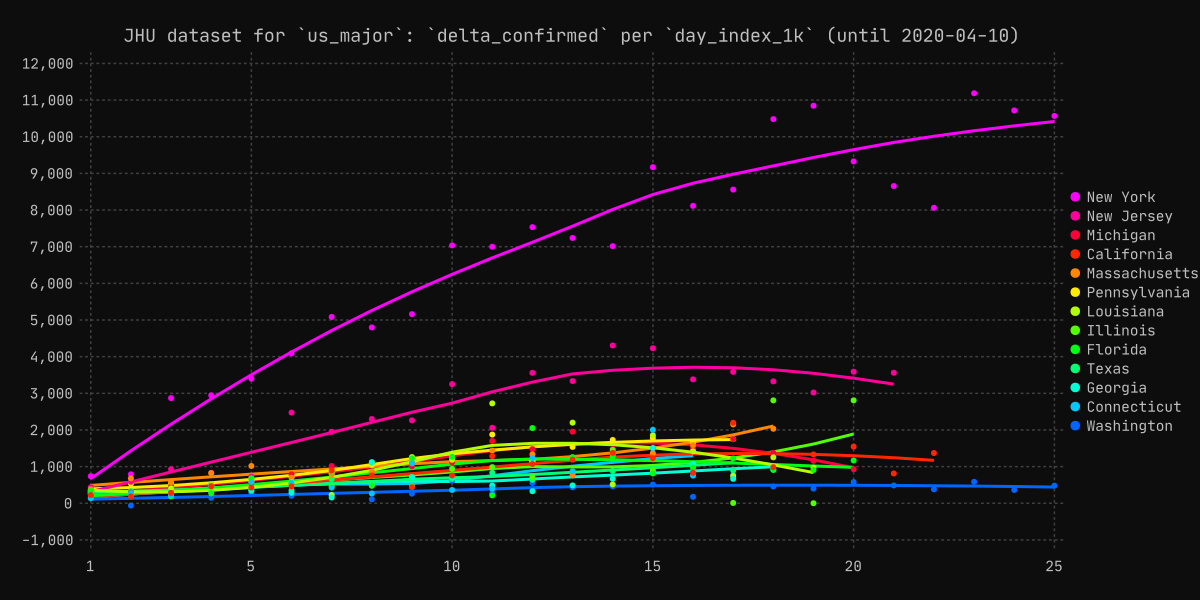 JHU dataset for `us_major`: `delta_confirmed` per `day_index_1k` (until 2020-04-10)
12,000
11,000
10,000
9,000
8,000
7,000
6,000
5,000
4,000
3,000
2,000
1,000
0
-1,000
1
5
10
15
20
25
New York
New Jersey
Michigan
California
Massachusetts
Pennsylvania
Louisiana
Illinois
Florida
Texas
Georgia
Connecticut
Washington